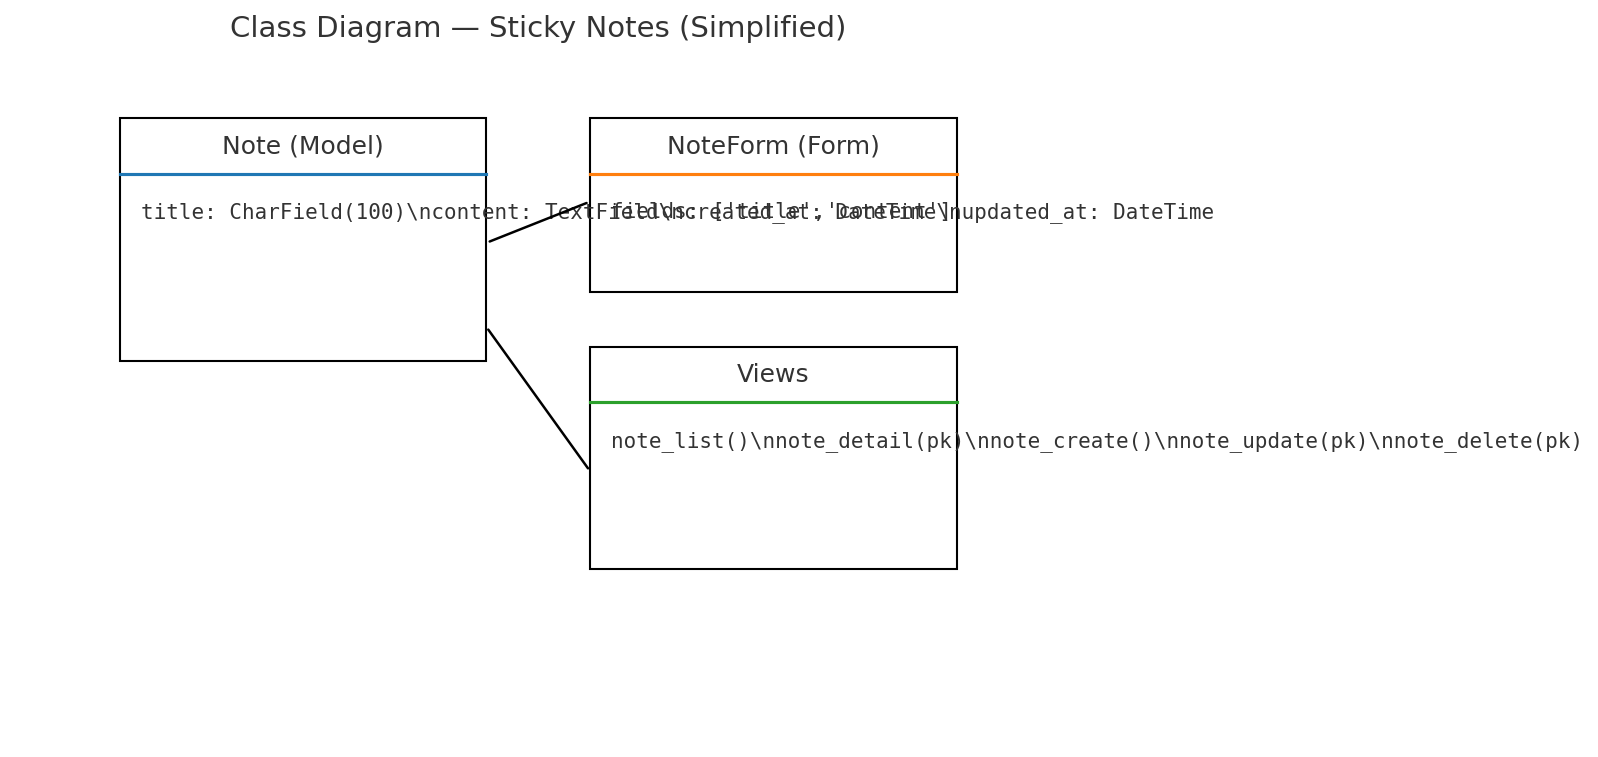 Class Diagram — Sticky Notes (Simplified)
Note (Model)
NoteForm (Form)
title: CharField(100)\ncontent: TextField\ncreated_at: DateTime\nupdated_at: DateTime
fields: ['title','content']
Views
note_list()\nnote_detail(pk)\nnote_create()\nnote_update(pk)\nnote_delete(pk)